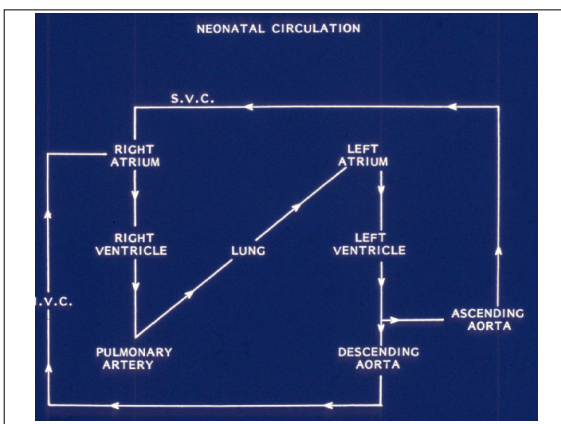 NEONATAL CIRCULATION
S.V.C.
RIGHT
ATRIUM
LEFT
ATRIUM
RIGHT
VENTRICLE
LUNG
LEFT
VENTRICLE
I.V.C.
ASCENDING
AORTA
PULMONARY
ARTERY
DESCENDING
AORTA